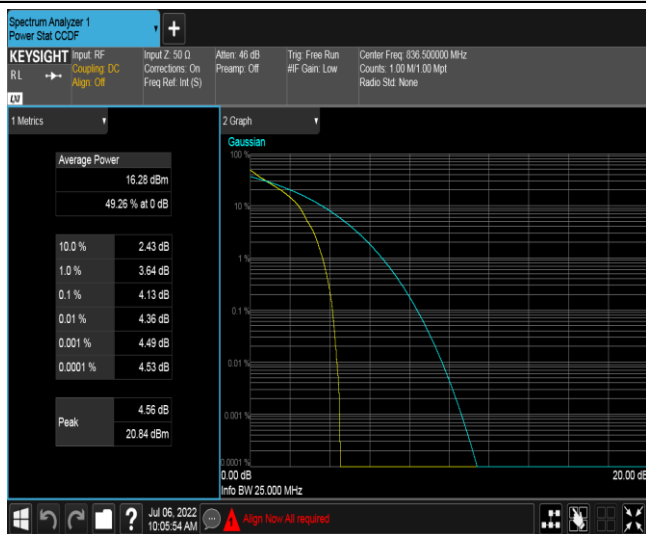 Spectrum Analyzer 1
Power Stat CCDF
+
KEYSIGHT
RL
Input: RF
Coupling: DC
Align: Off
Input Z: 50 Ω
Corrections: On
Freq Ref: Int (S)
Atten: 46 dB
Preamp: Off
Trig: Free Run
#IF Gain: Low
Center Freq: 836.500000 MHz
Counts: 1.00 M/1.00 Mpt
Radio Std: None
1 Metrics
Average Power
16.28 dBm
49.26 % at 0 dB
10.0 % 2.43 dB
1.0 % 3.64 dB
0.1 % 4.13 dB
0.01 % 4.36 dB
0.001 % 4.49 dB
0.0001 % 4.53 dB
Peak
4.56 dB
20.84 dBm
2 Graph
Gaussian
100 %
10 %
1 %
0.1 %
0.01 %
0.001 %
0.0001 %
0.00 dB
20.00 dB
Info BW 25.000 MHz
?
Jul 06, 2022
10:05:54 AM
Align Now All required